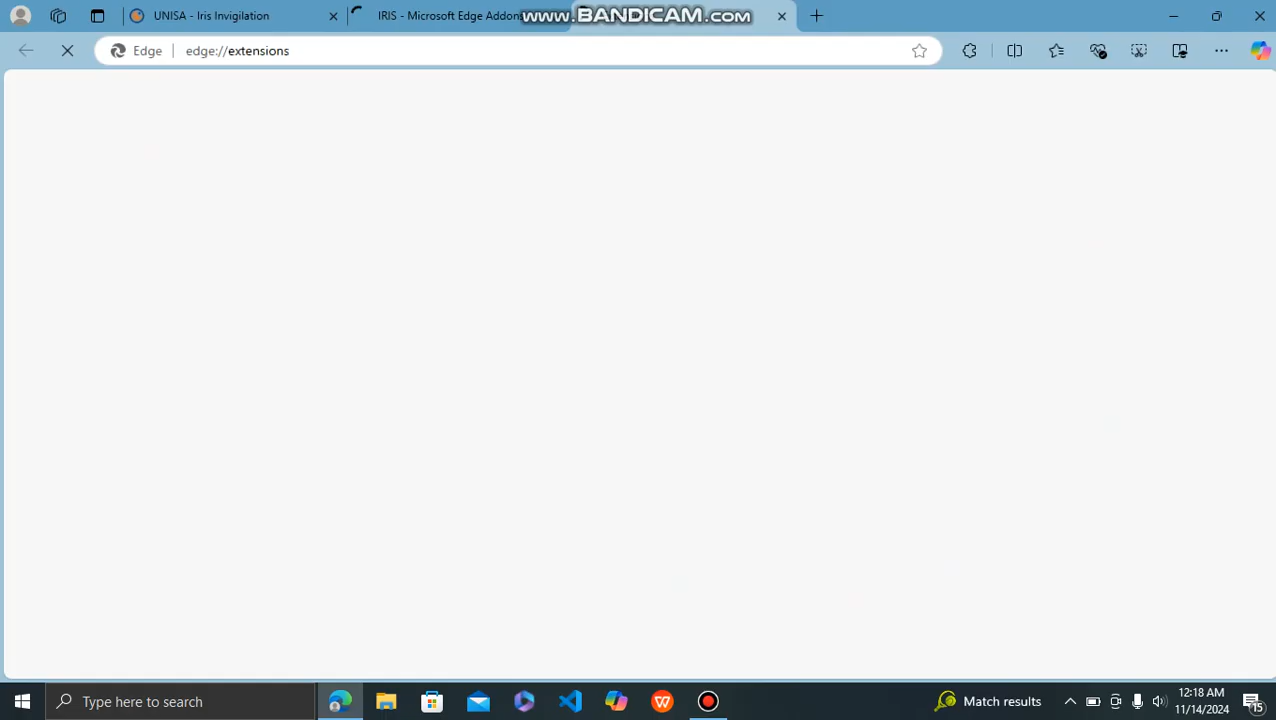 UNISA - Iris Invigilation
IRIS - Microsoft Edge Addons
www.BANDICAM.com
Edge
edge://extensions
Type here to search
Match results
12:18 AM
11/14/2024
15